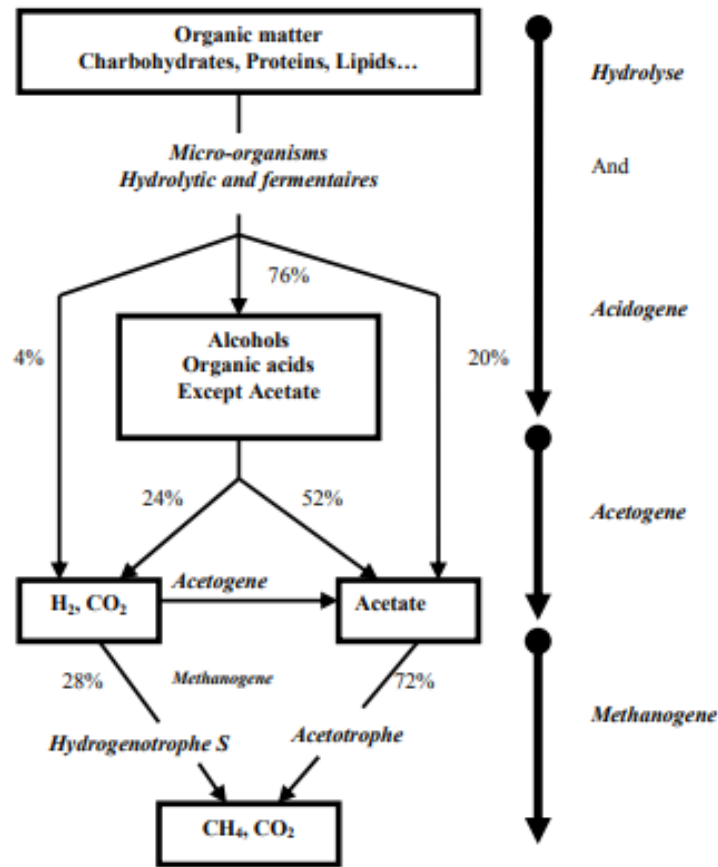 Organic matter
Charbohydrates, Proteins, Lipids...
Hydrolyse
Micro-organisms
Hydrolytic and fermentaires
And
76%
Alcohols
Organic acids
Except Acetate
4%
20%
Acidogene
24%
52%
Acetogene
H₂, CO₂
Acetogene
Acetate
28%
Methanogene
72%
Hydrogenotrophe S
Acetotrophe
Methanogene
CH₄, CO₂